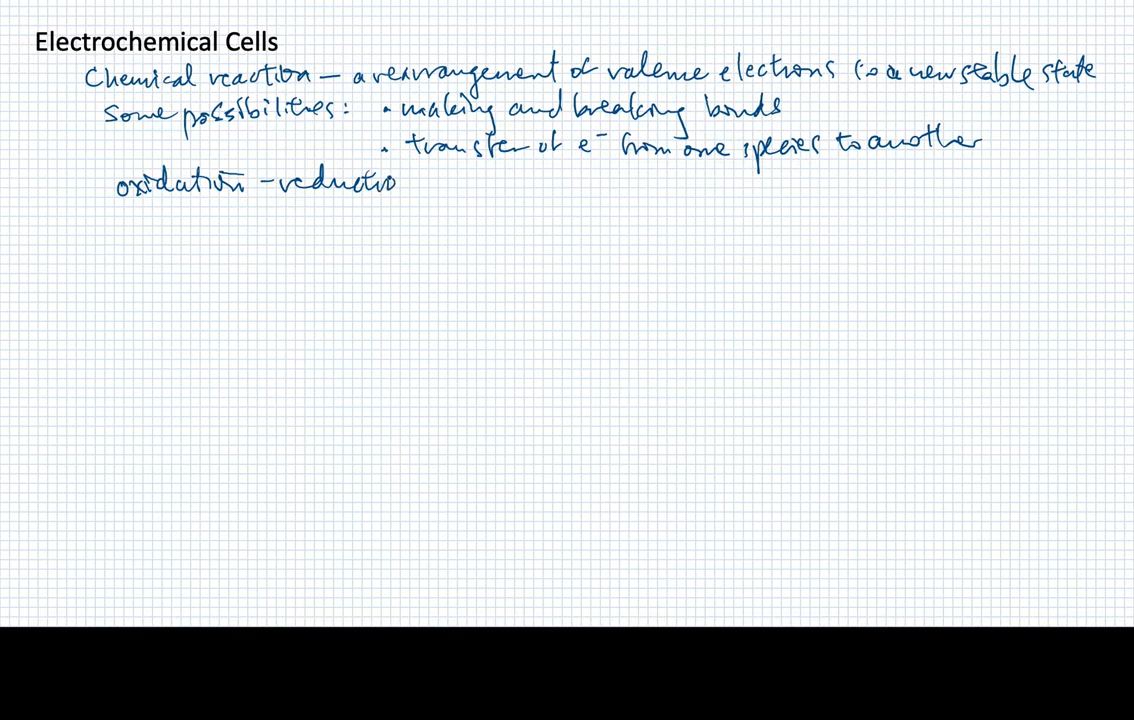 Electrochemical Cells
Chemical reaction – a rearrangement of valence electrons to a new stable state
Some possibilities: • making and breaking bonds
• transfer of e⁻ from one species to another
oxidation - reductio